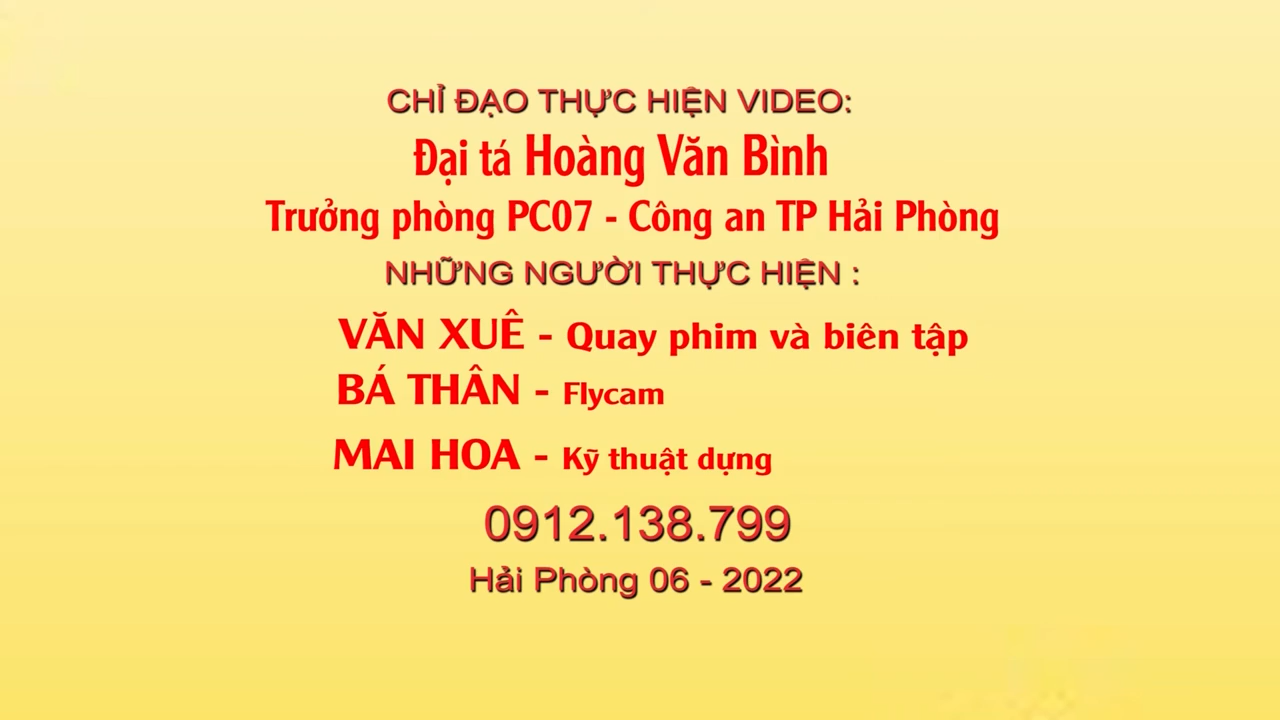 CHỈ ĐẠO THỰC HIỆN VIDEO:
Đại tá Hoàng Văn Bình
Trưởng phòng PC07 - Công an TP Hải Phòng
NHỮNG NGƯỜI THỰC HIỆN :
VĂN XUÊ - Quay phim và biên tập
BÁ THÂN - Flycam
MAI HOA - Kỹ thuật dựng
0912.138.799
Hải Phòng 06 - 2022